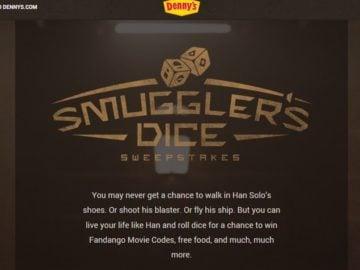 DENNYS.COM
Denny's
SMUGGLER'S
DICE
SWEEPSTAKES
You may never get a chance to walk in Han Solo's
shoes. Or shoot his blaster. Or fly his ship. But you can
live your life like Han and roll dice for a chance to win
Fandango Movie Codes, free food, and much, much
more.